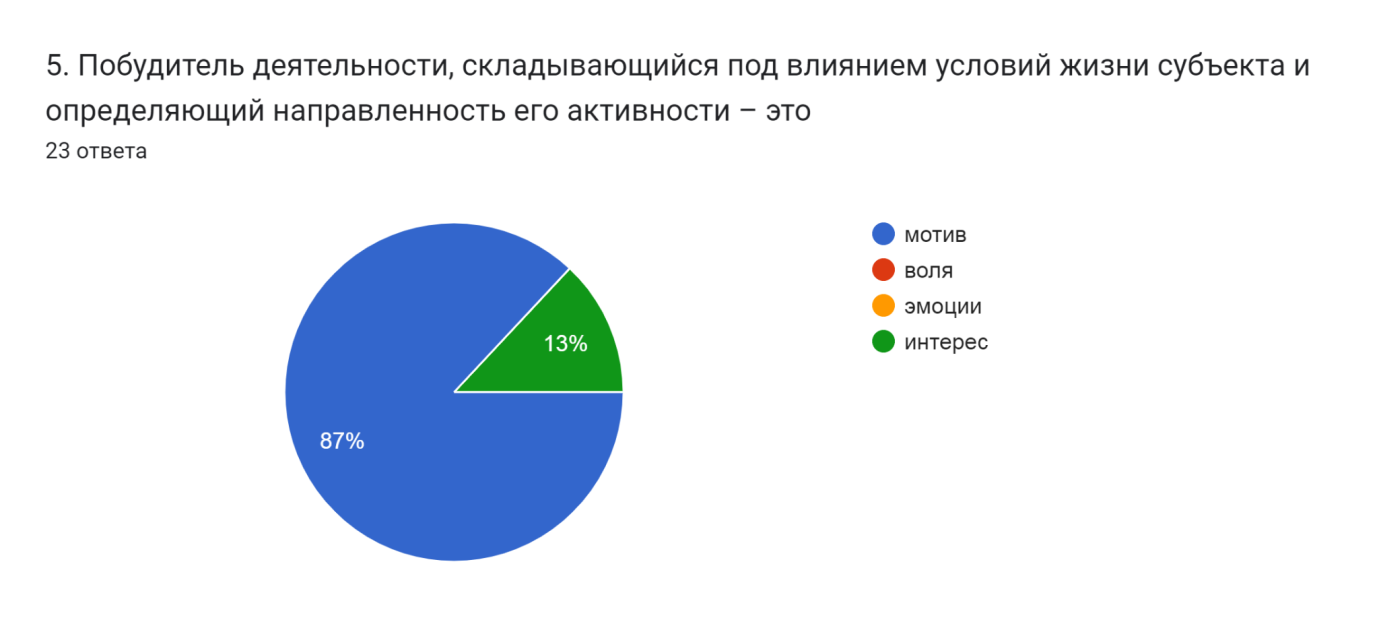 5. Побудитель деятельности, складывающийся под влиянием условий жизни субъекта и
определяющий направленность его активности – это
23 ответа
мотив
воля
эмоции
интерес
13%
87%